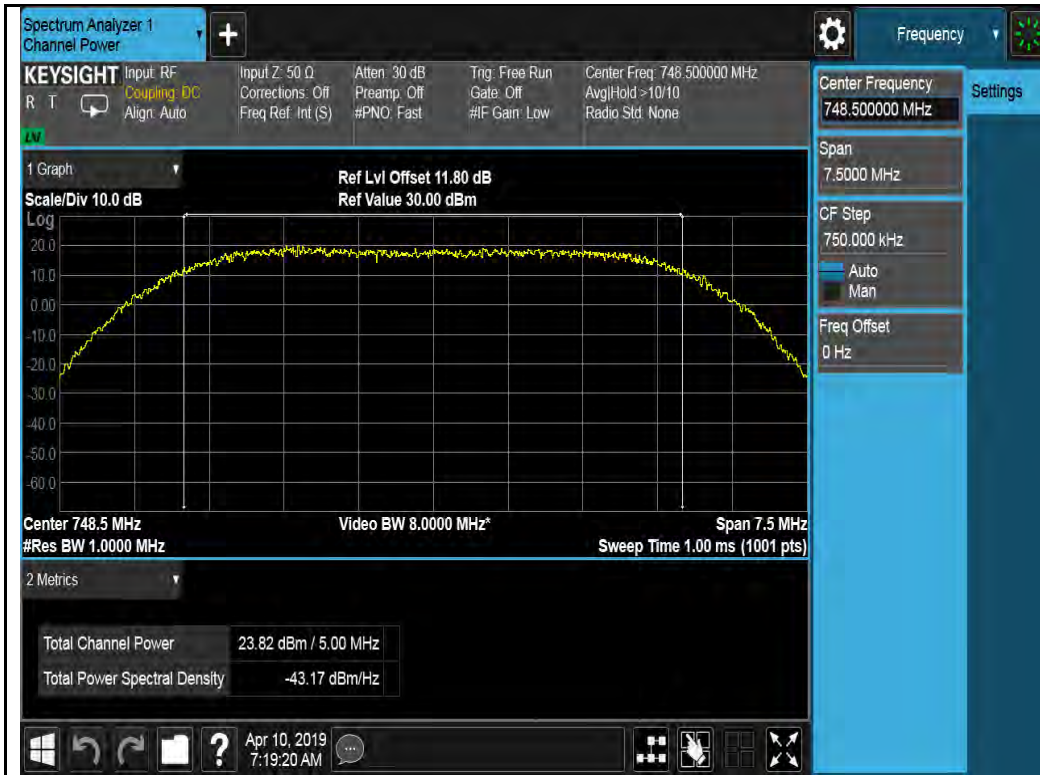 Spectrum Analyzer 1
Channel Power
+
Frequency
KEYSIGHT
R T
LV
Input: RF
Coupling: DC
Align: Auto
Input Z: 50 Ω
Corrections: Off
Freq Ref: Int (S)
Atten: 30 dB
Preamp: Off
#PNO: Fast
Trig: Free Run
Gate: Off
#IF Gain: Low
Center Freq: 748.500000 MHz
Avg|Hold >10/10
Radio Std: None
Center Frequency
748.500000 MHz
Settings
Span
7.5000 MHz
CF Step
750.000 kHz
Auto
Man
Freq Offset
0 Hz
1 Graph
Scale/Div 10.0 dB
Ref Lvl Offset 11.80 dB
Ref Value 30.00 dBm
Log
20.0
10.0
0.00
-10.0
-20.0
-30.0
-40.0
-50.0
-60.0
Center 748.5 MHz
Video BW 8.0000 MHz*
Span 7.5 MHz
#Res BW 1.0000 MHz
Sweep Time 1.00 ms (1001 pts)
2 Metrics
Total Channel Power 23.82 dBm / 5.00 MHz
Total Power Spectral Density -43.17 dBm/Hz
?
Apr 10, 2019
7:19:20 AM